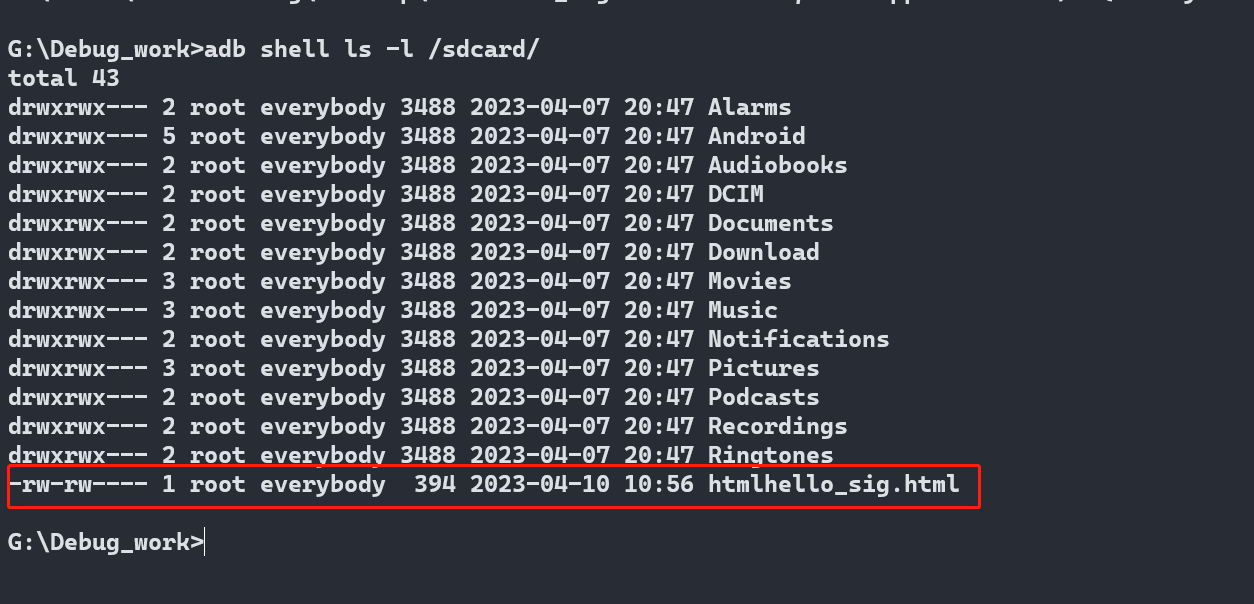 G:\Debug_work>adb shell ls -l /sdcard/
total 43
drwxrwx--- 2 root everybody 3488 2023-04-07 20:47 Alarms
drwxrwx--- 5 root everybody 3488 2023-04-07 20:47 Android
drwxrwx--- 2 root everybody 3488 2023-04-07 20:47 Audiobooks
drwxrwx--- 2 root everybody 3488 2023-04-07 20:47 DCIM
drwxrwx--- 2 root everybody 3488 2023-04-07 20:47 Documents
drwxrwx--- 2 root everybody 3488 2023-04-07 20:47 Download
drwxrwx--- 3 root everybody 3488 2023-04-07 20:47 Movies
drwxrwx--- 3 root everybody 3488 2023-04-07 20:47 Music
drwxrwx--- 2 root everybody 3488 2023-04-07 20:47 Notifications
drwxrwx--- 3 root everybody 3488 2023-04-07 20:47 Pictures
drwxrwx--- 2 root everybody 3488 2023-04-07 20:47 Podcasts
drwxrwx--- 2 root everybody 3488 2023-04-07 20:47 Recordings
drwxrwx--- 2 root everybody 3488 2023-04-07 20:47 Ringtones
-rw-rw---- 1 root everybody  394 2023-04-10 10:56 htmlhello_sig.html
G:\Debug_work>